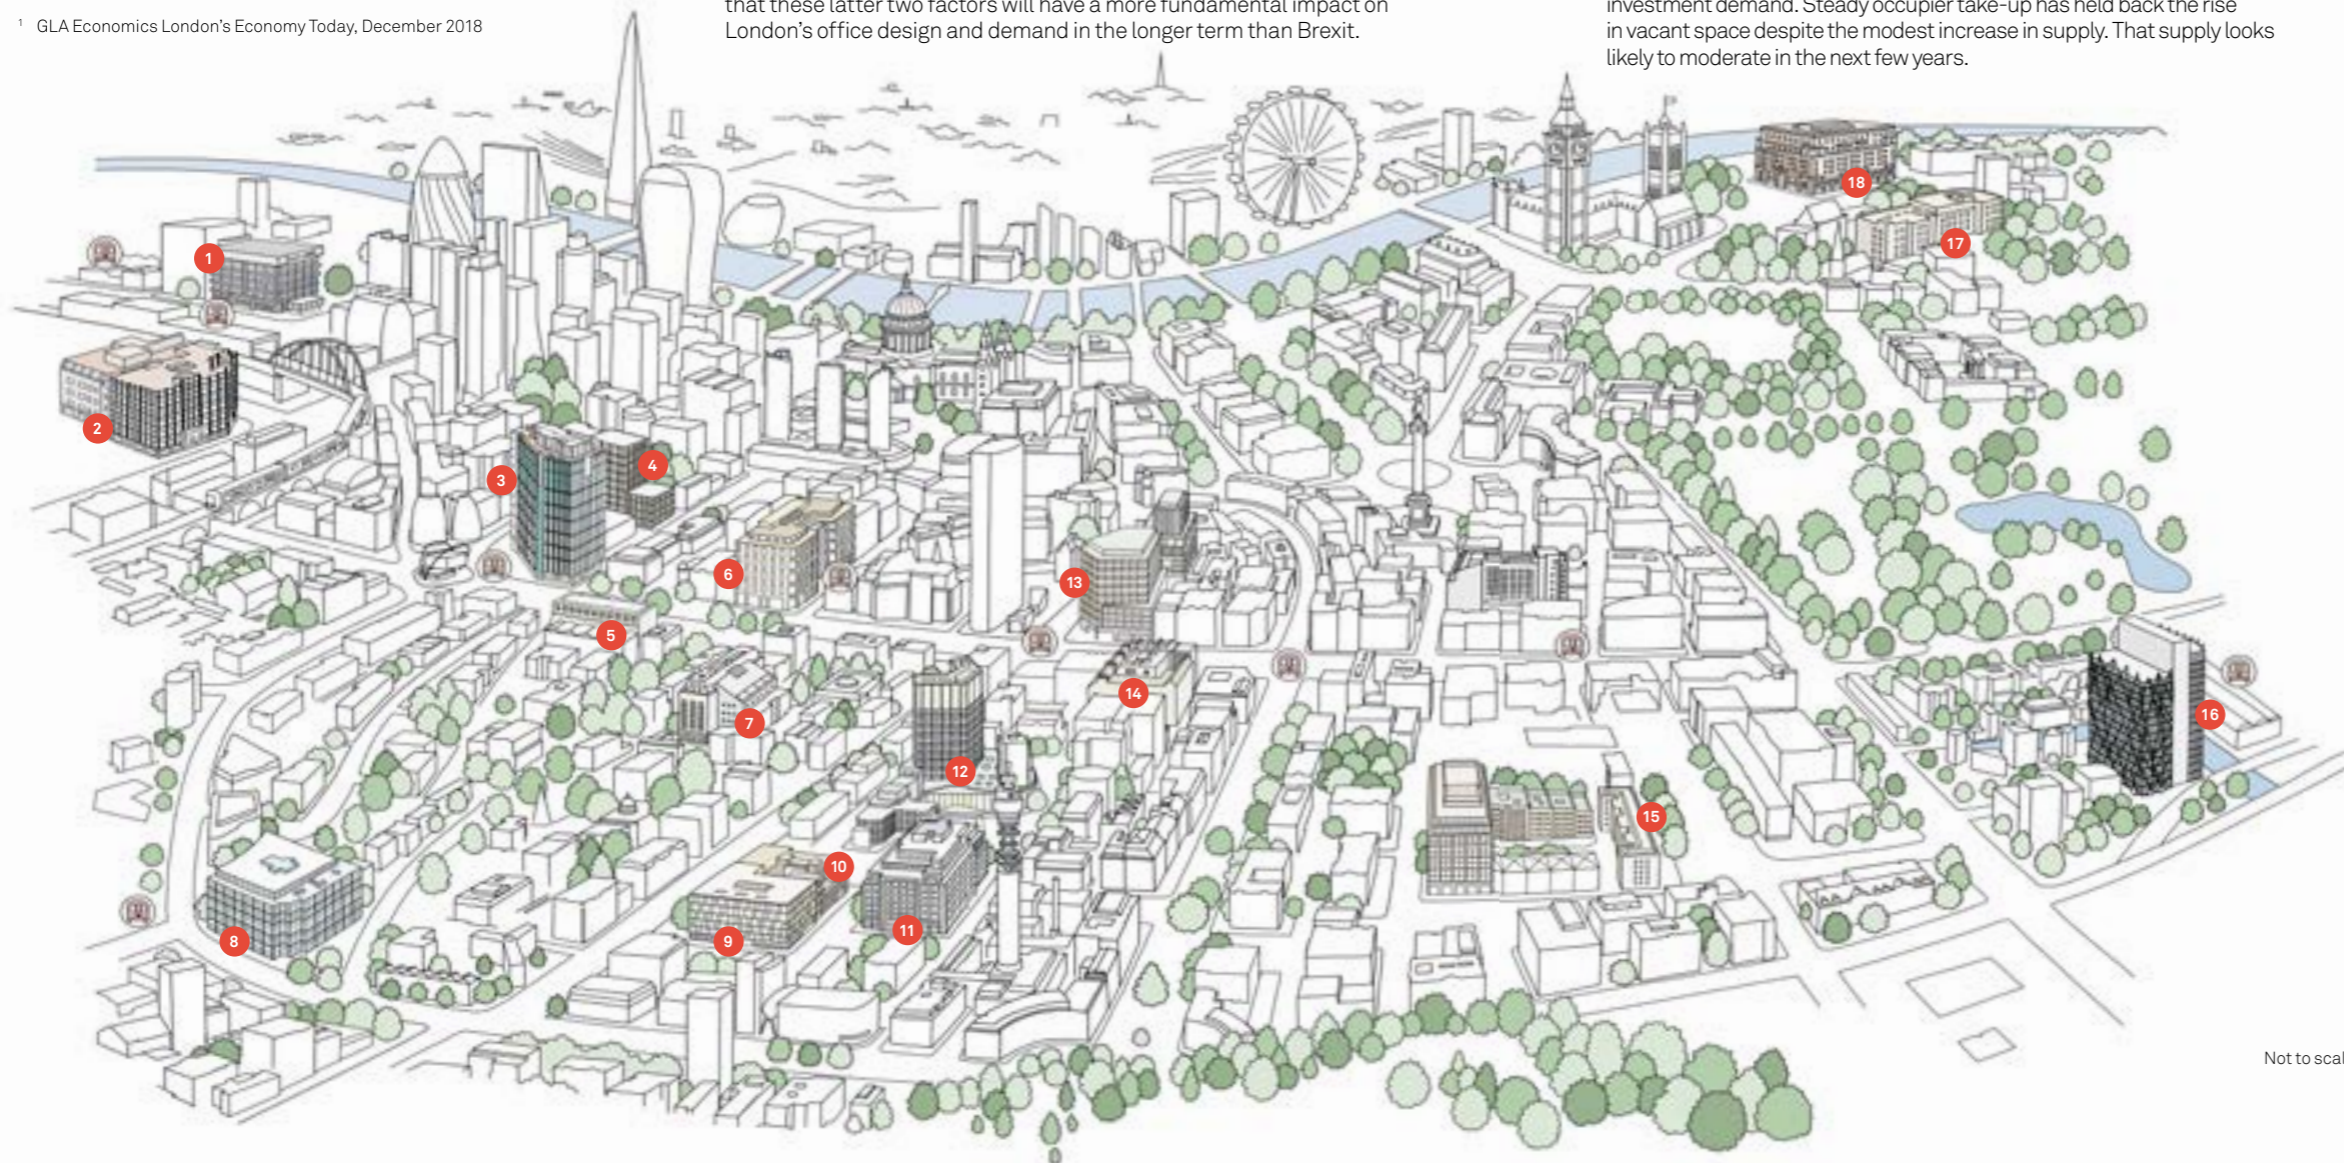 ¹ GLA Economics London's Economy Today, December 2018
that these latter two factors will have a more fundamental impact on
London's office design and demand in the longer term than Brexit.
investment demand. Steady occupier take-up has held back the rise
in vacant space despite the modest increase in supply. That supply looks
likely to moderate in the next few years.
18
17
1
2
3
4
6
13
5
14
7
16
12
15
10
11
8
9
Not to scal